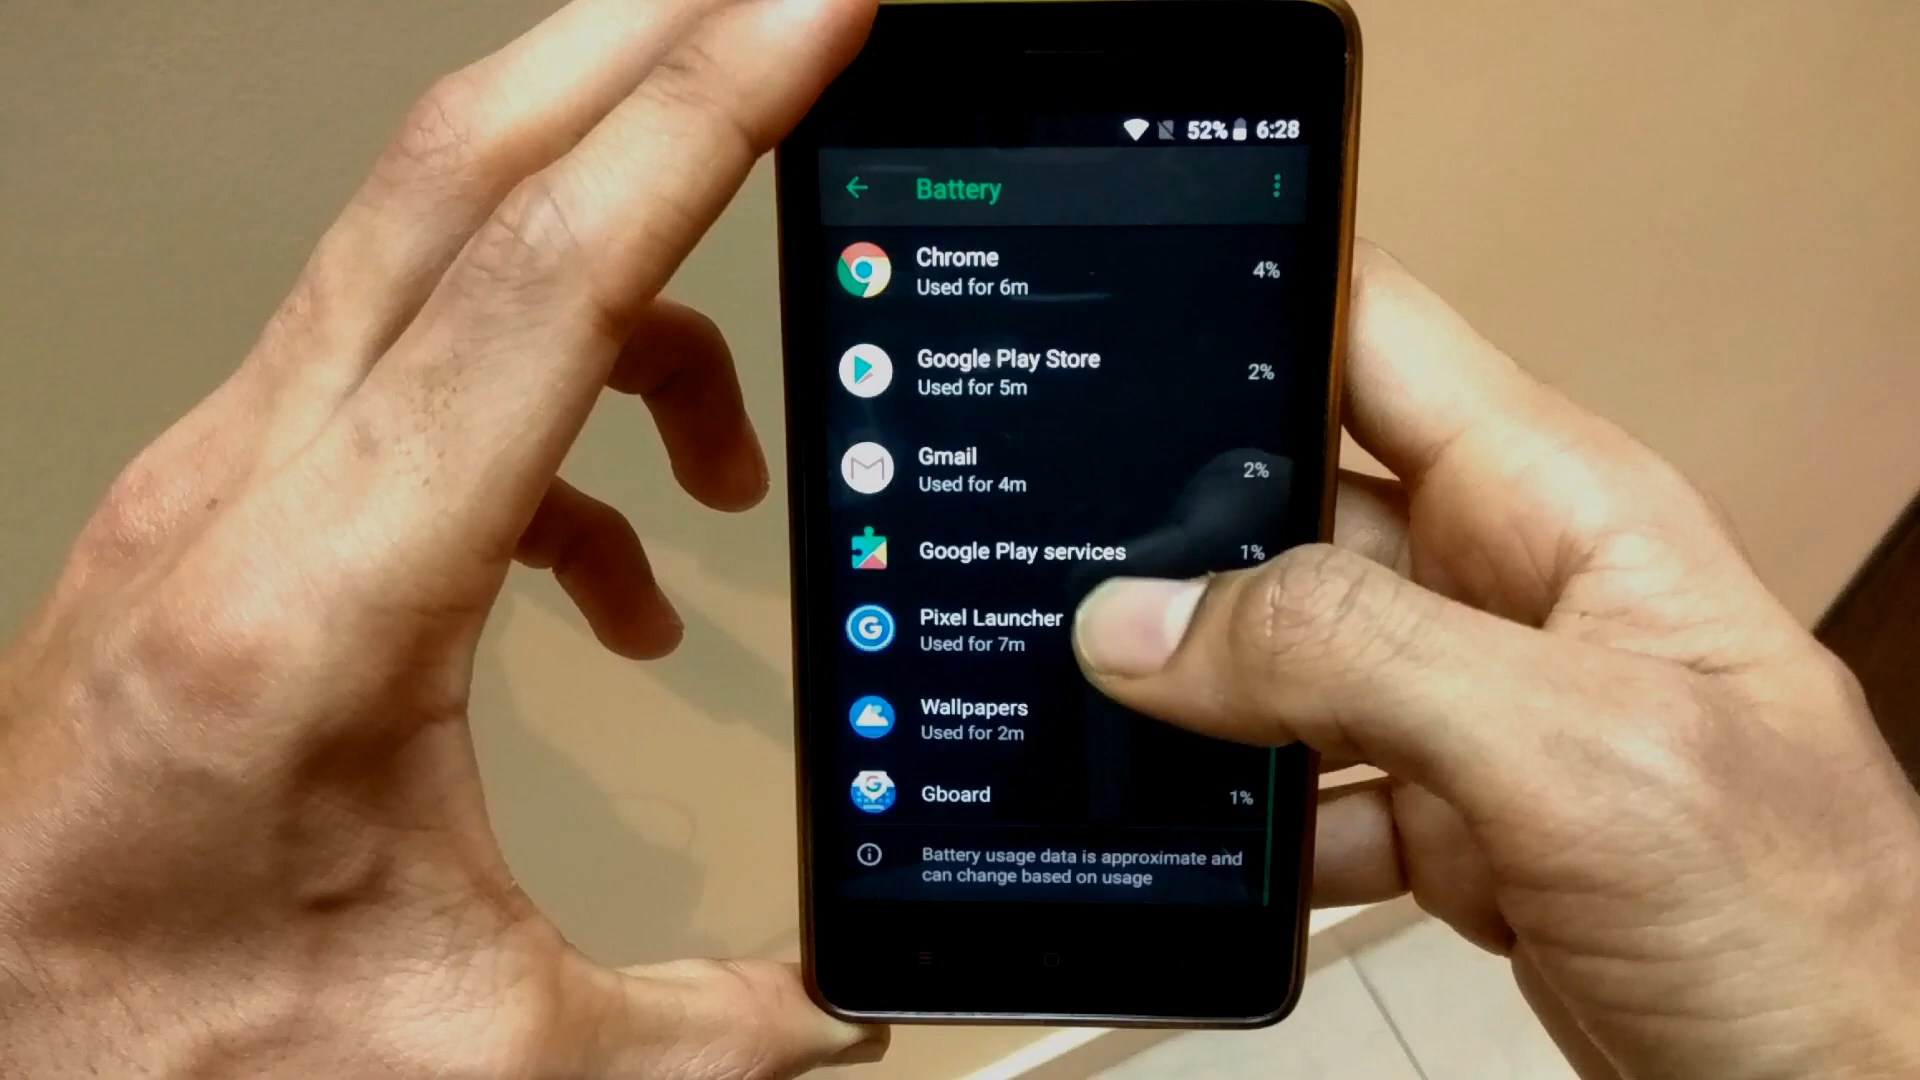 52% 6:28
Battery
Chrome
Used for 6m
4%
Google Play Store
Used for 5m
2%
Gmail
Used for 4m
2%
Google Play services
1%
Pixel Launcher
Used for 7m
Wallpapers
Used for 2m
Gboard
1%
Battery usage data is approximate and
can change based on usage